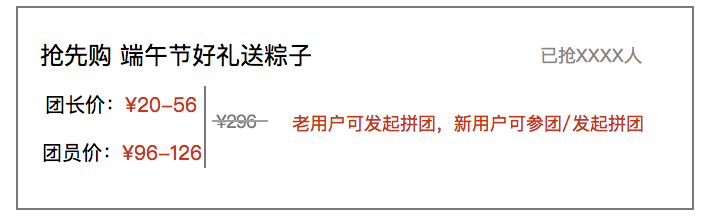 抢先购 端午节好礼送粽子
已抢XXXX人
团长价：¥20-56
团员价：¥96-126
¥296
老用户可发起拼团，新用户可参团/发起拼团